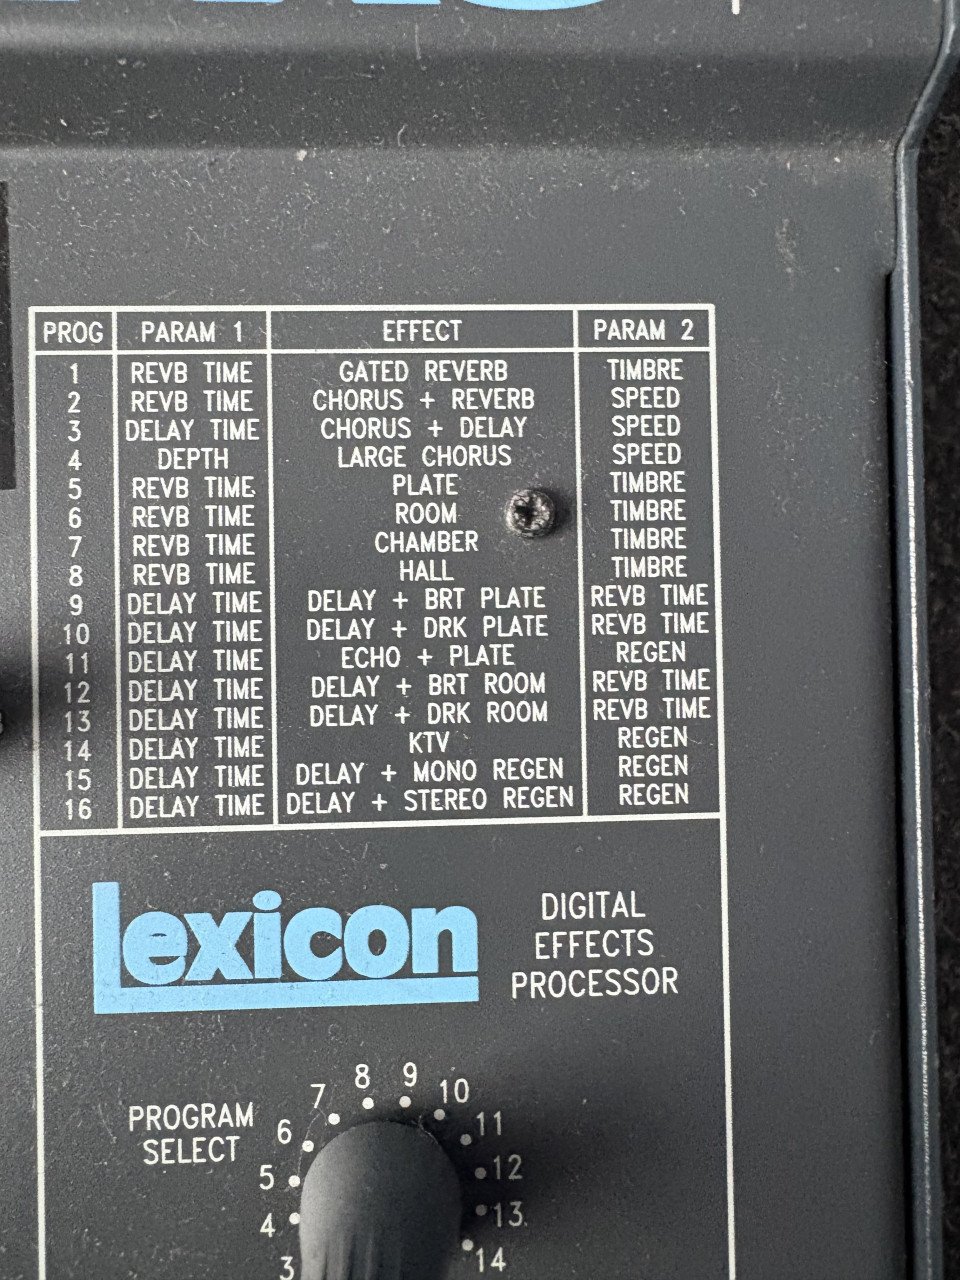 PROG PARAM 1 EFFECT PARAM 2
1 REVB TIME GATED REVERB TIMBRE
2 REVB TIME CHORUS + REVERB SPEED
3 DELAY TIME CHORUS + DELAY SPEED
4 DEPTH LARGE CHORUS SPEED
5 REVB TIME PLATE TIMBRE
6 REVB TIME ROOM TIMBRE
7 REVB TIME CHAMBER TIMBRE
8 REVB TIME HALL TIMBRE
9 DELAY TIME DELAY + BRT PLATE REVB TIME
10 DELAY TIME DELAY + DRK PLATE REVB TIME
11 DELAY TIME ECHO + PLATE REGEN
12 DELAY TIME DELAY + BRT ROOM REVB TIME
13 DELAY TIME DELAY + DRK ROOM REVB TIME
14 DELAY TIME KTV REGEN
15 DELAY TIME DELAY + MONO REGEN REGEN
16 DELAY TIME DELAY + STEREO REGEN REGEN
lexicon
DIGITAL
EFFECTS
PROCESSOR
PROGRAM
SELECT
3
4
5
6
7
8
9
10
11
12
13
14